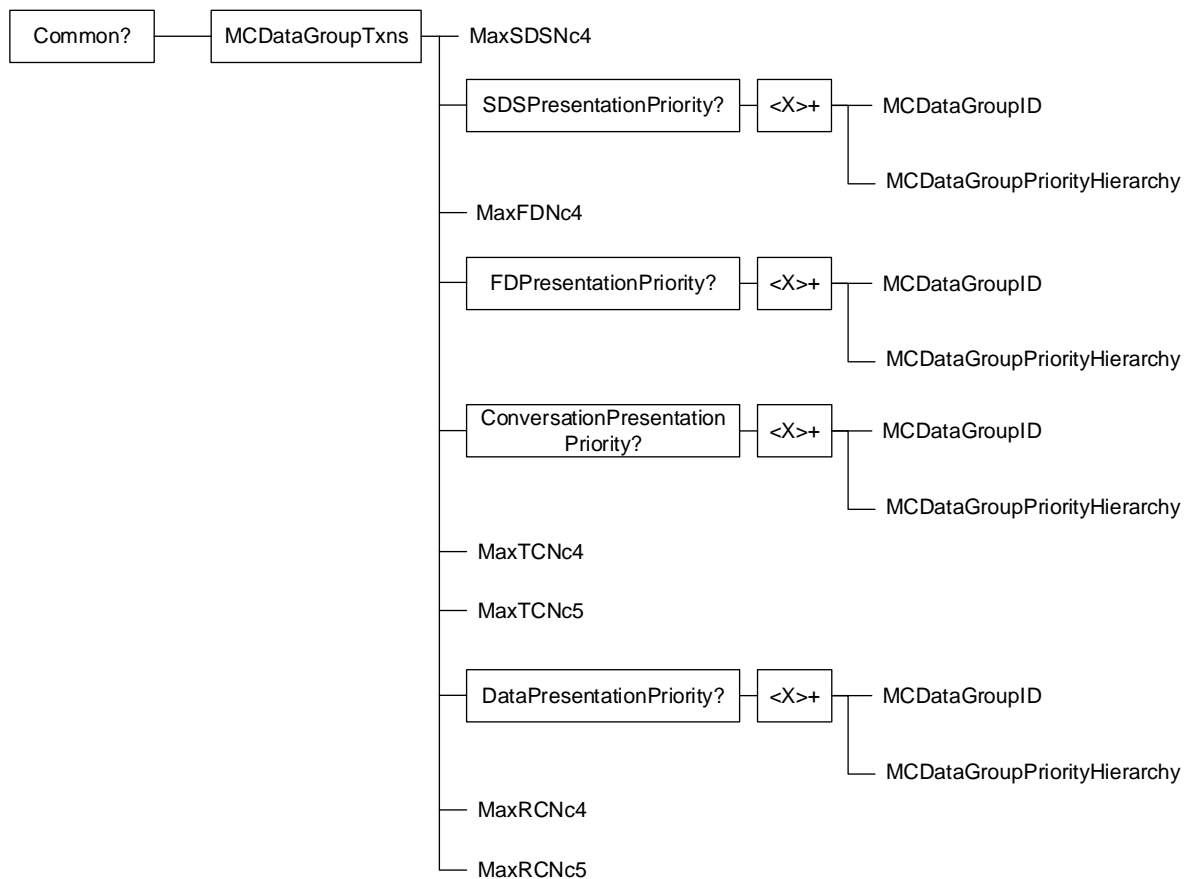 Common?
MCDataGroupTxns
MaxSDSNc4
SDSPresentationPriority?
<X>+
MCDataGroupID
MCDataGroupPriorityHierarchy
MaxFDNc4
FDPresentationPriority?
<X>+
MCDataGroupID
MCDataGroupPriorityHierarchy
ConversationPresentation
Priority?
<X>+
MCDataGroupID
MCDataGroupPriorityHierarchy
MaxTCNc4
MaxTCNc5
DataPresentationPriority?
<X>+
MCDataGroupID
MCDataGroupPriorityHierarchy
MaxRCNc4
MaxRCNc5